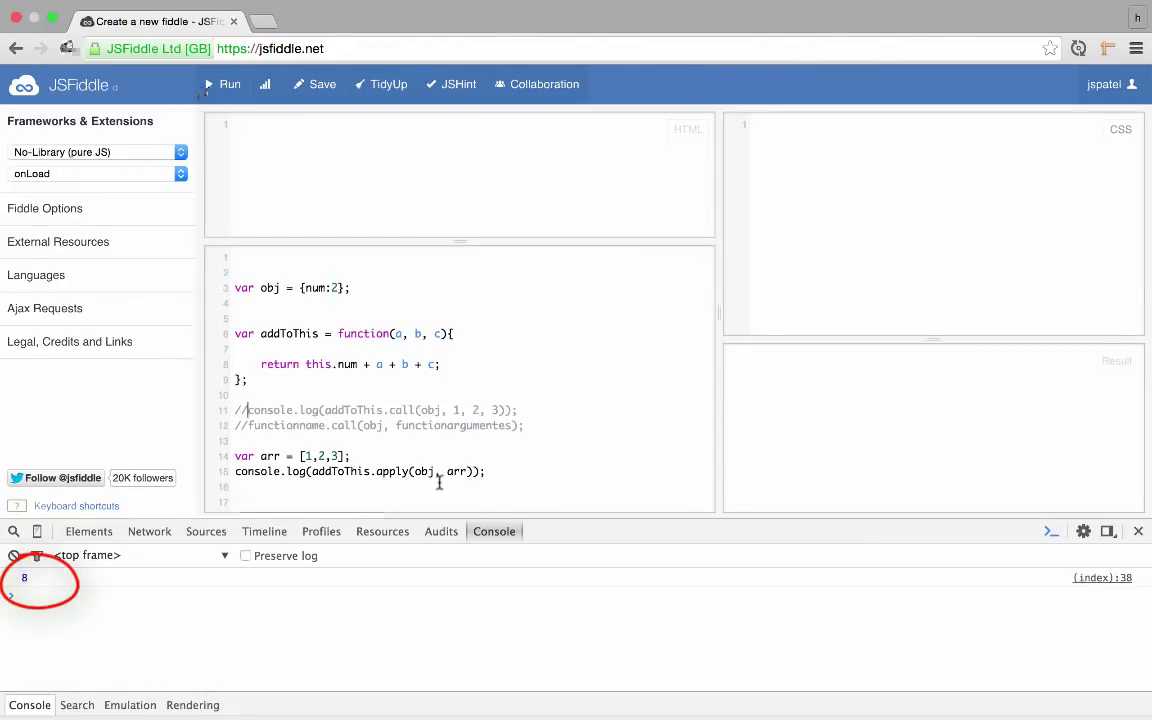 Create a new fiddle - JSFi
h
JSFiddle Ltd [GB] https://jsfiddle.net
JSFiddle
Run
Save
TidyUp
JSHint
Collaboration
jspatel
Frameworks & Extensions
No-Library (pure JS)
onLoad
Fiddle Options
External Resources
Languages
Ajax Requests
Legal, Credits and Links
Follow @jsfiddle
20K followers
? Keyboard shortcuts
1
HTML
1
CSS
1
2
3 var obj = {num:2};
4
5
6 var addToThis = function(a, b, c){
7
8 return this.num + a + b + c;
9 };
10
11 //console.log(addToThis.call(obj, 1, 2, 3));
12 //functionname.call(obj, functionargumentes);
13
14 var arr = [1,2,3];
15 console.log(addToThis.apply(obj, arr));
16
17
Result
Elements Network Sources Timeline Profiles Resources Audits Console
<top frame> Preserve log
8 (index):38
Console Search Emulation Rendering